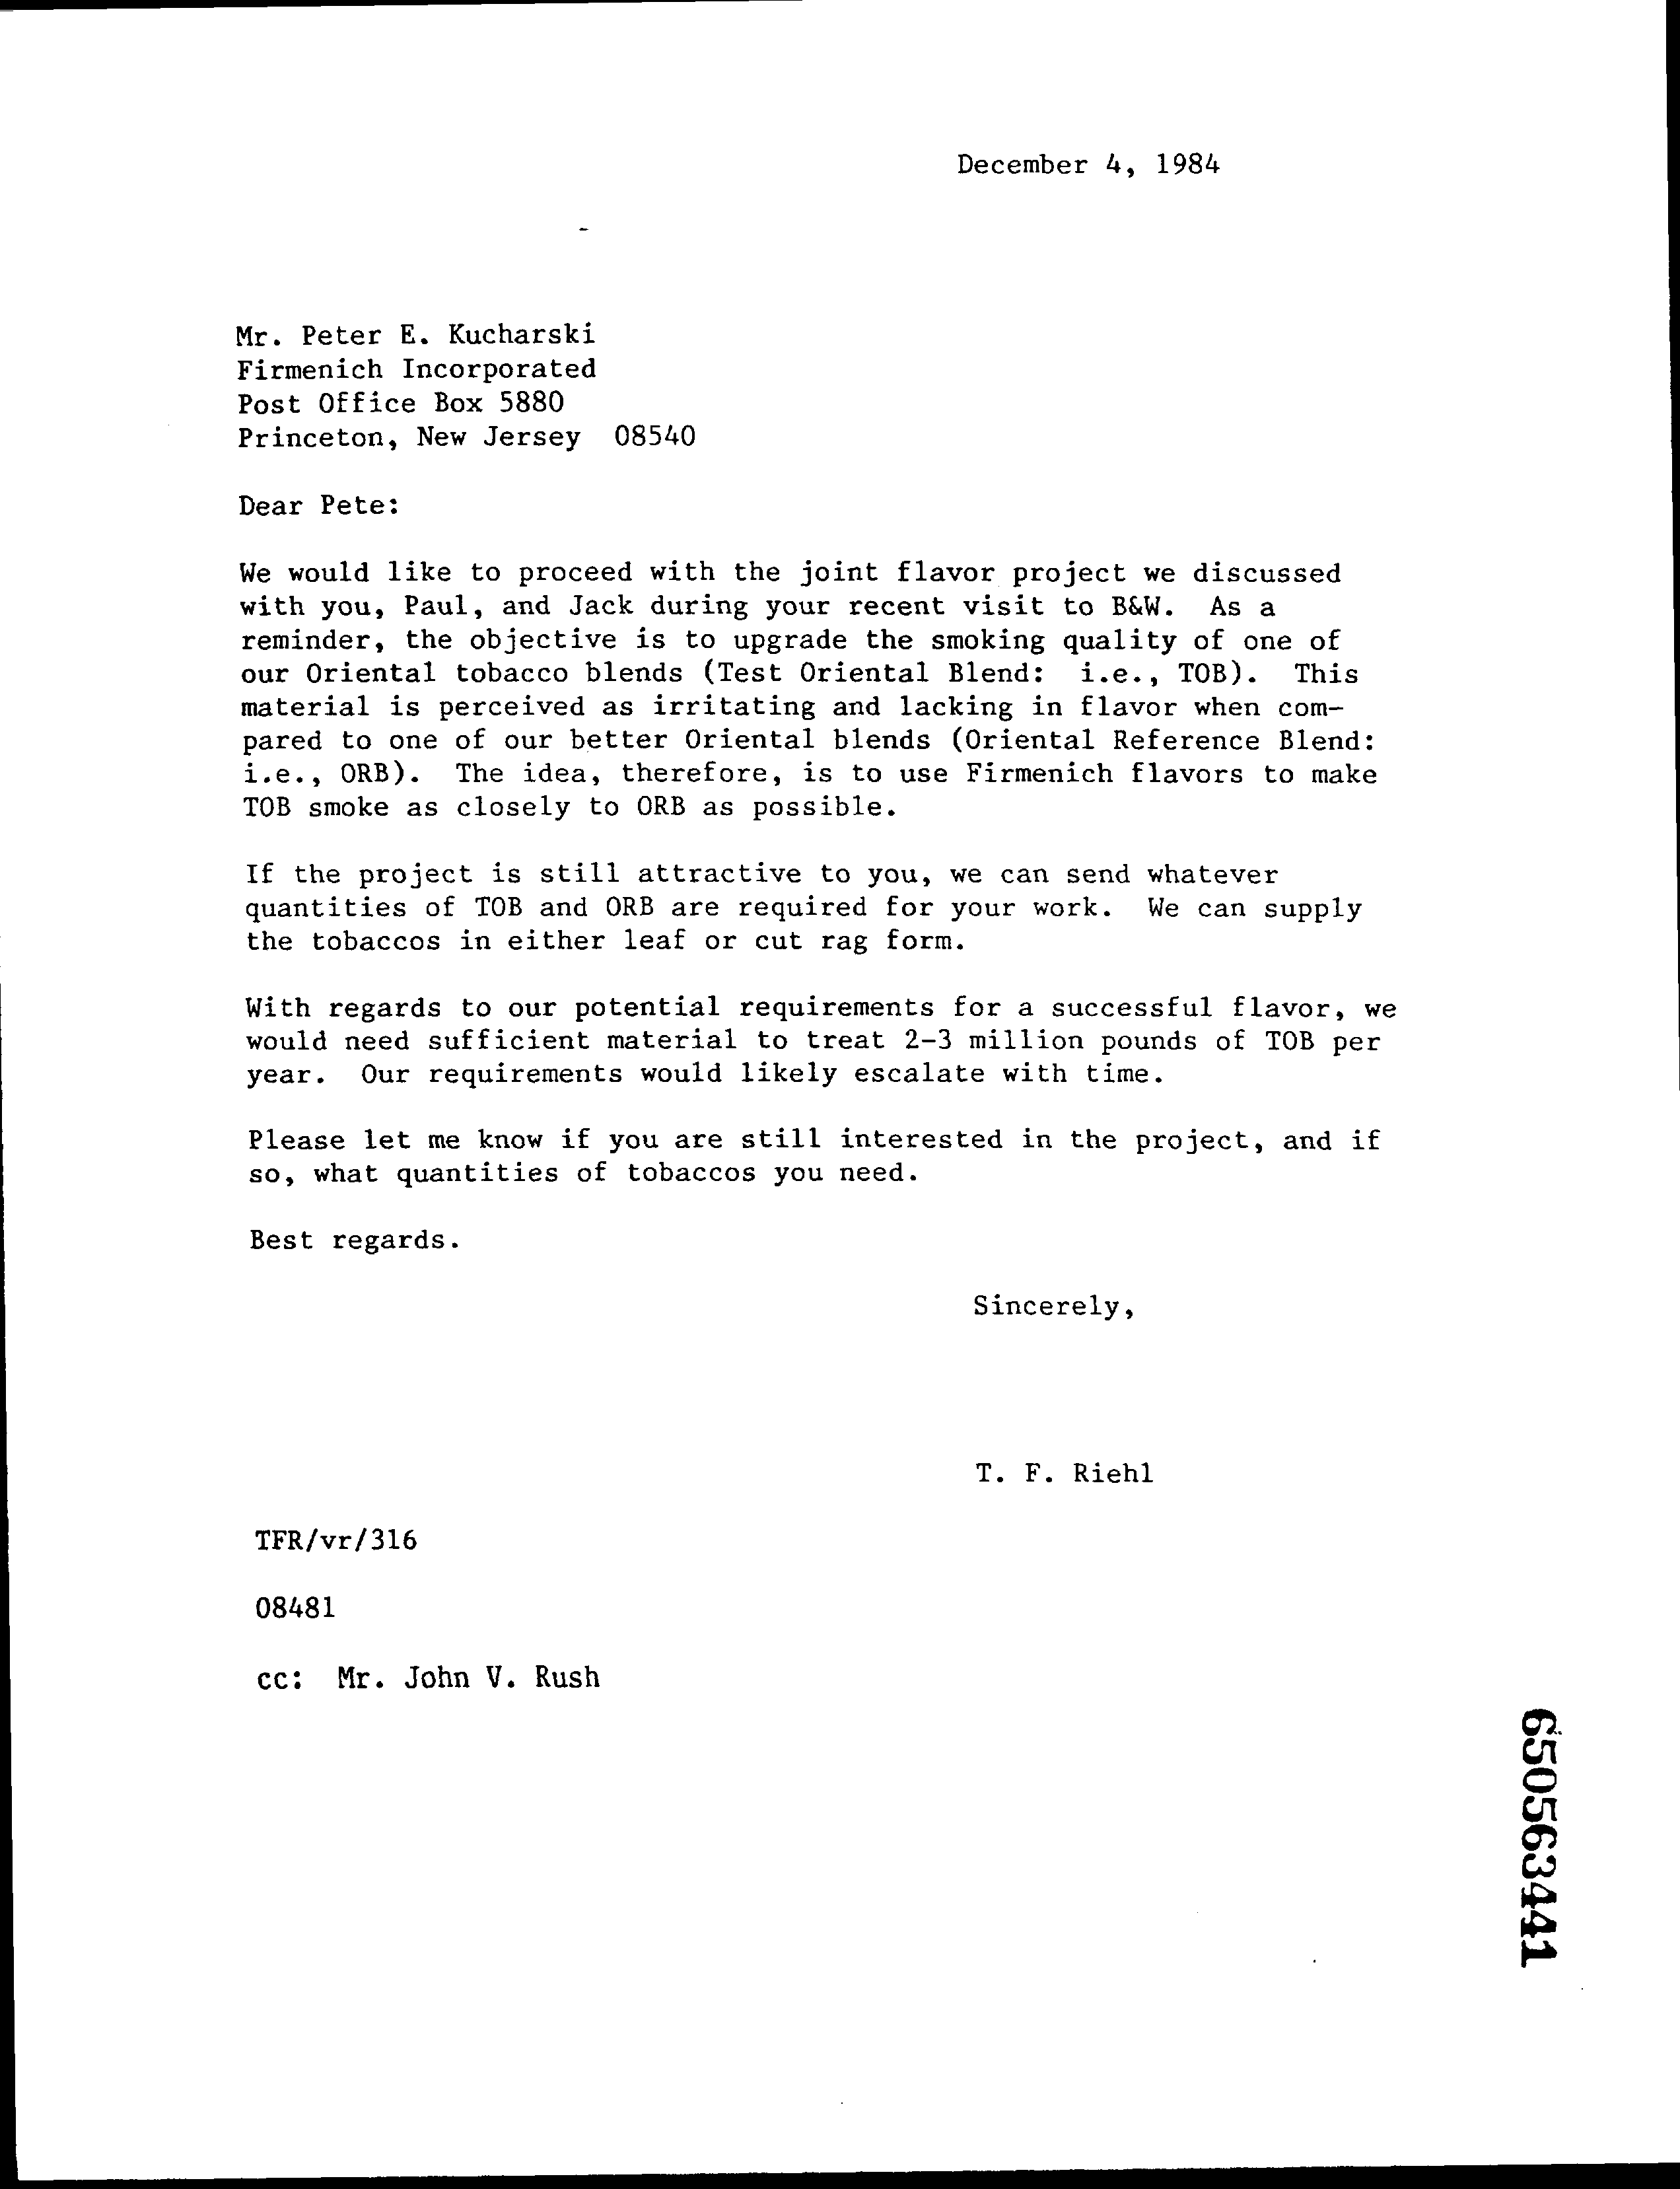 December 4, 1984
Mr. Peter E. Kucharski
Firmenich Incorporated
Post Office Box 5880
Princeton, New Jersey  08540
Dear Pete:
We would like to proceed with the joint flavor project we discussed
with you, Paul, and Jack during your recent visit to B&W.  As a
reminder, the objective is to upgrade the smoking quality of one of
our Oriental tobacco blends (Test Oriental Blend:  i.e., TOB).  This
material is perceived as irritating and lacking in flavor when com-
pared to one of our better Oriental blends (Oriental Reference Blend:
i.e., ORB).  The idea, therefore, is to use Firmenich flavors to make
TOB smoke as closely to ORB as possible.
If the project is still attractive to you, we can send whatever
quantities of TOB and ORB are required for your work.  We can supply
the tobaccos in either leaf or cut rag form.
With regards to our potential requirements for a successful flavor, we
would need sufficient material to treat 2-3 million pounds of TOB per
year.  Our requirements would likely escalate with time.
Please let me know if you are still interested in the project, and if
so, what quantities of tobaccos you need.
Best regards.
Sincerely,
T. F. Riehl
TFR/vr/316
08481
cc:  Mr. John V. Rush
650563441